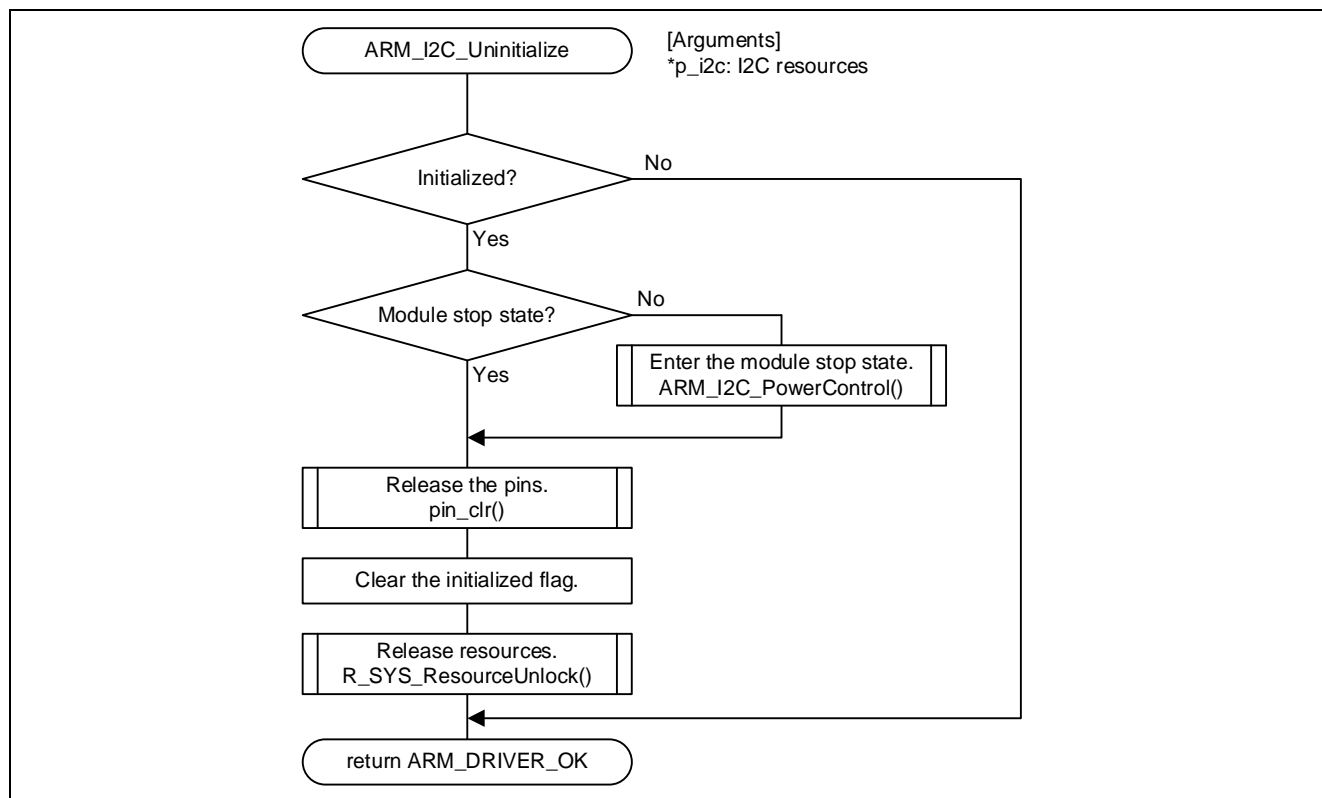 ARM_I2C_Uninitialize
[Arguments]
*p_i2c: I2C resources
Initialized?
No
Yes
Module stop state?
No
Yes
Enter the module stop state.
ARM_I2C_PowerControl()
Release the pins.
pin_clr()
Clear the initialized flag.
Release resources.
R_SYS_ResourceUnlock()
return ARM_DRIVER_OK